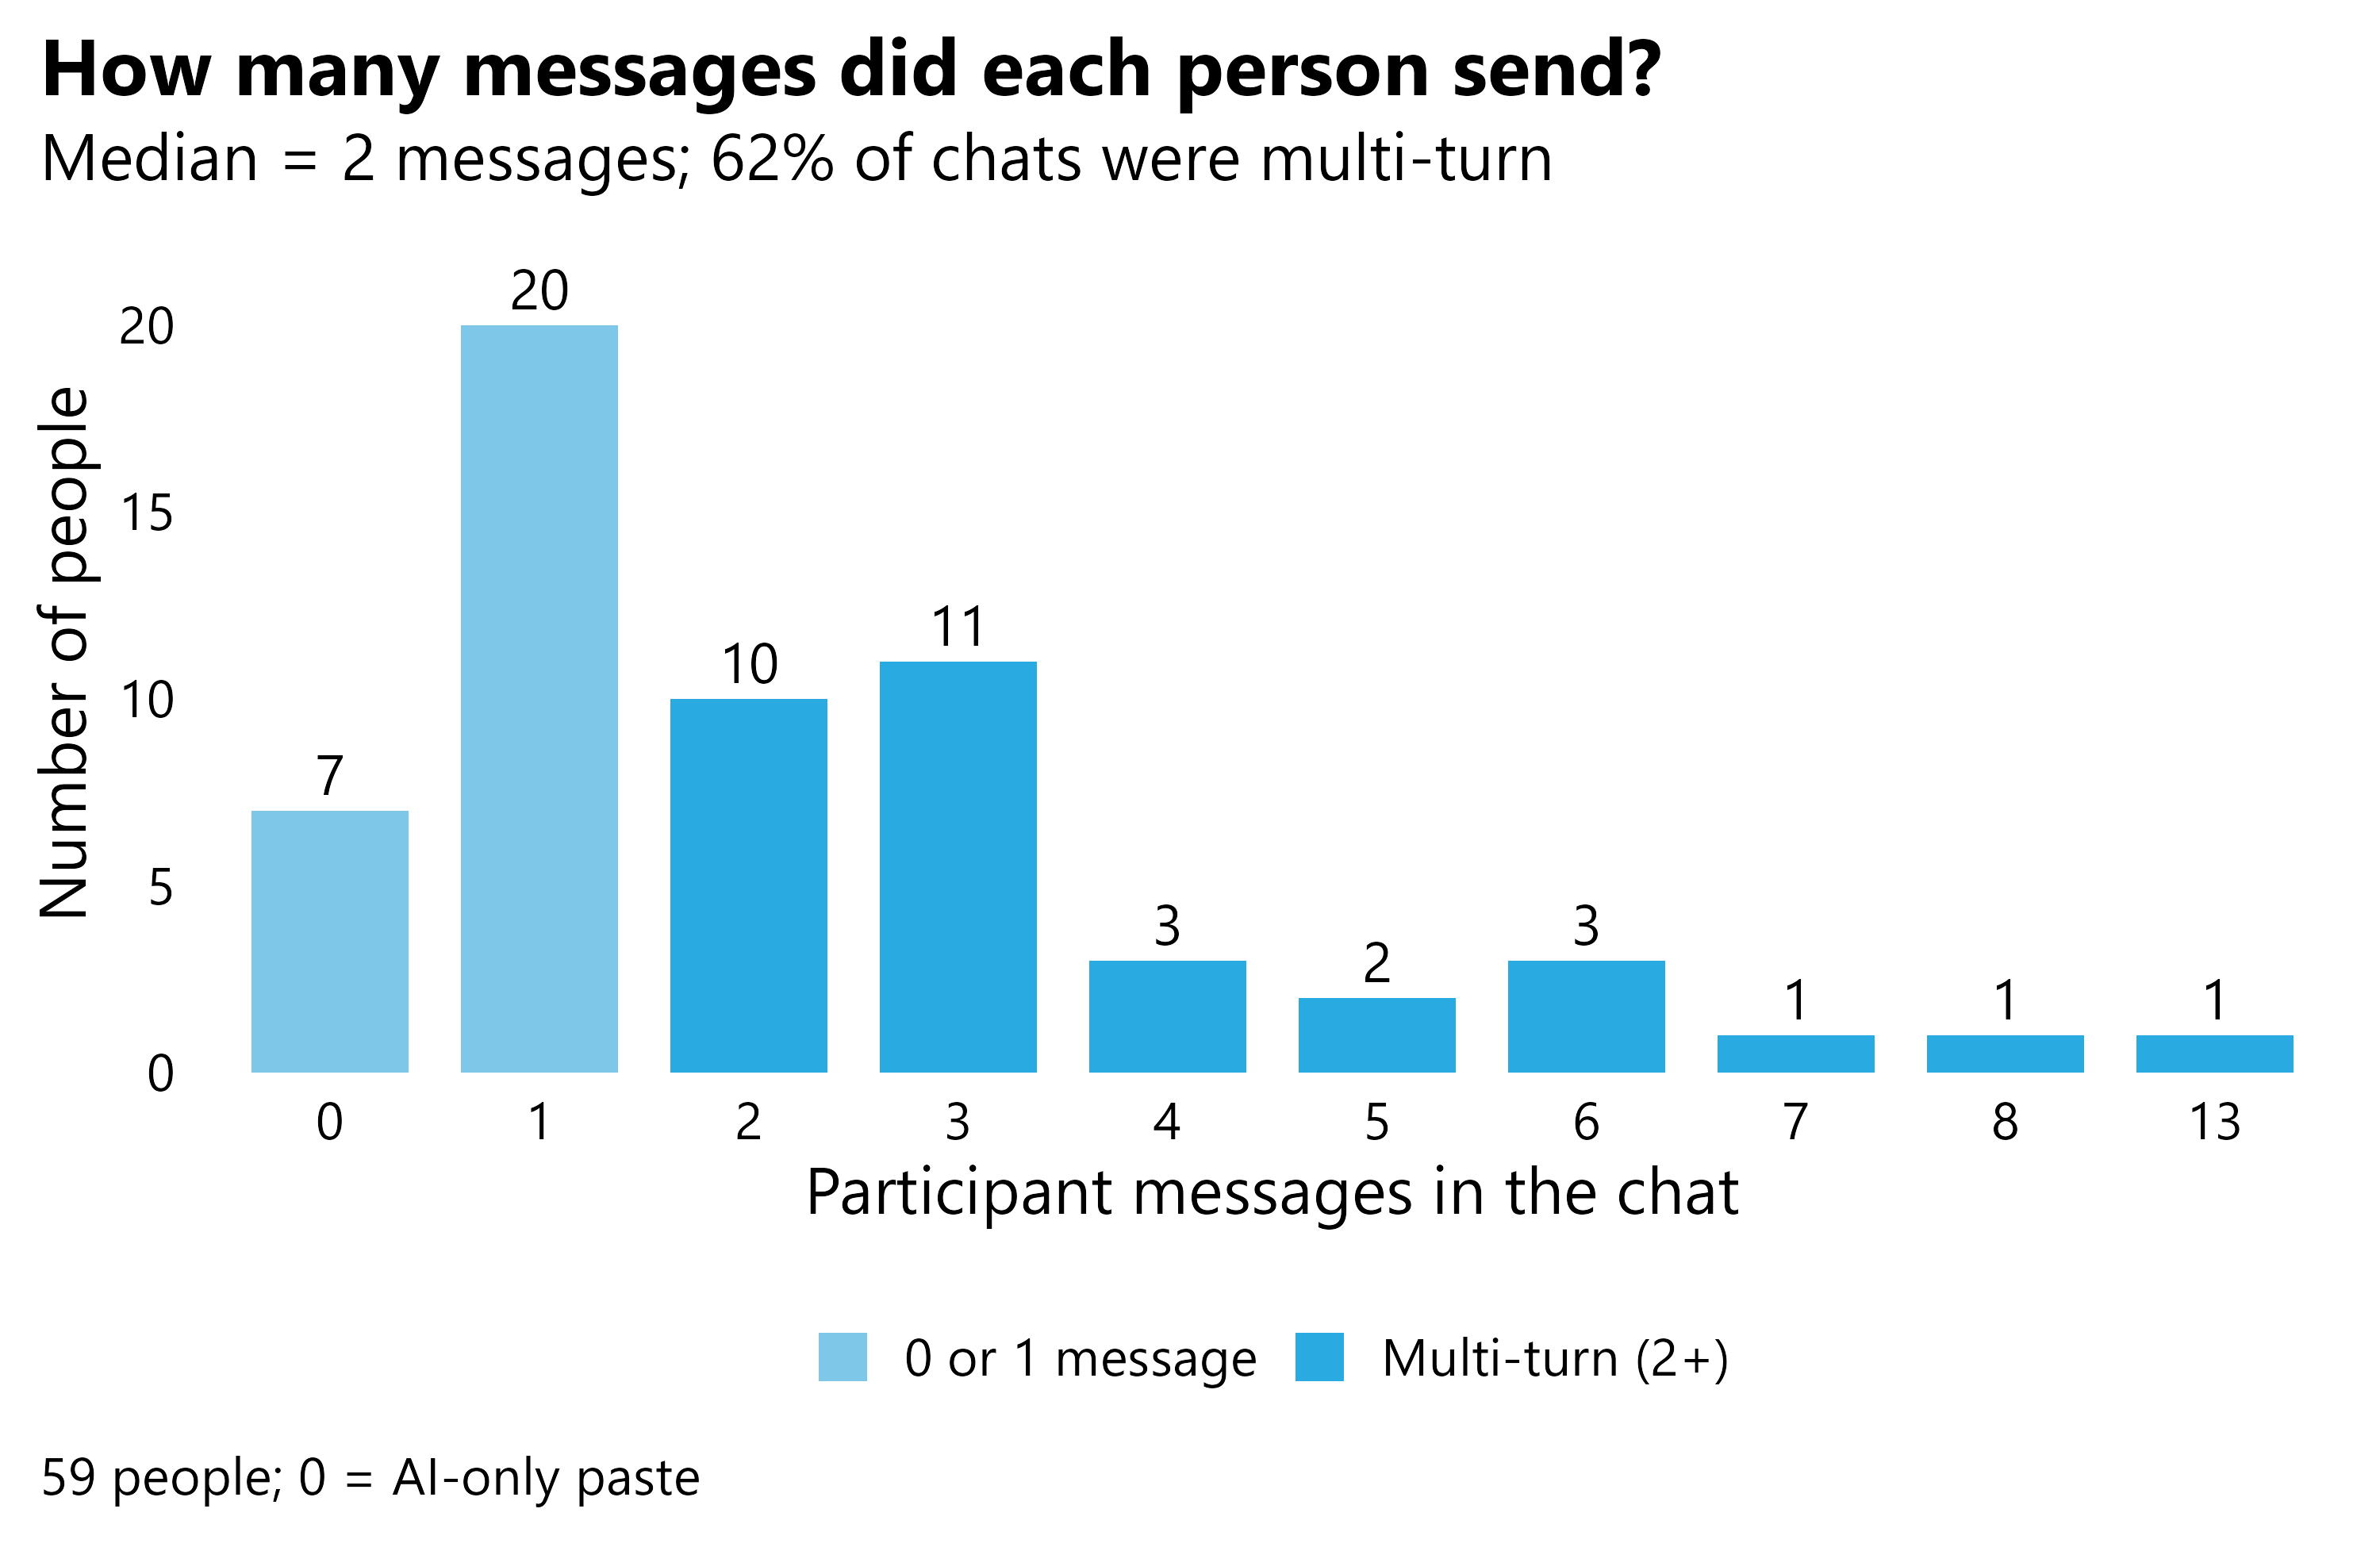 How many messages did each person send?
Median = 2 messages; 62% of chats were multi-turn
Number of people
20
15
10
5
0
7
20
10
11
3
2
3
1
1
1
0 1 2 3 4 5 6 7 8 13
Participant messages in the chat
0 or 1 message Multi-turn (2+)
59 people; 0 = AI-only paste